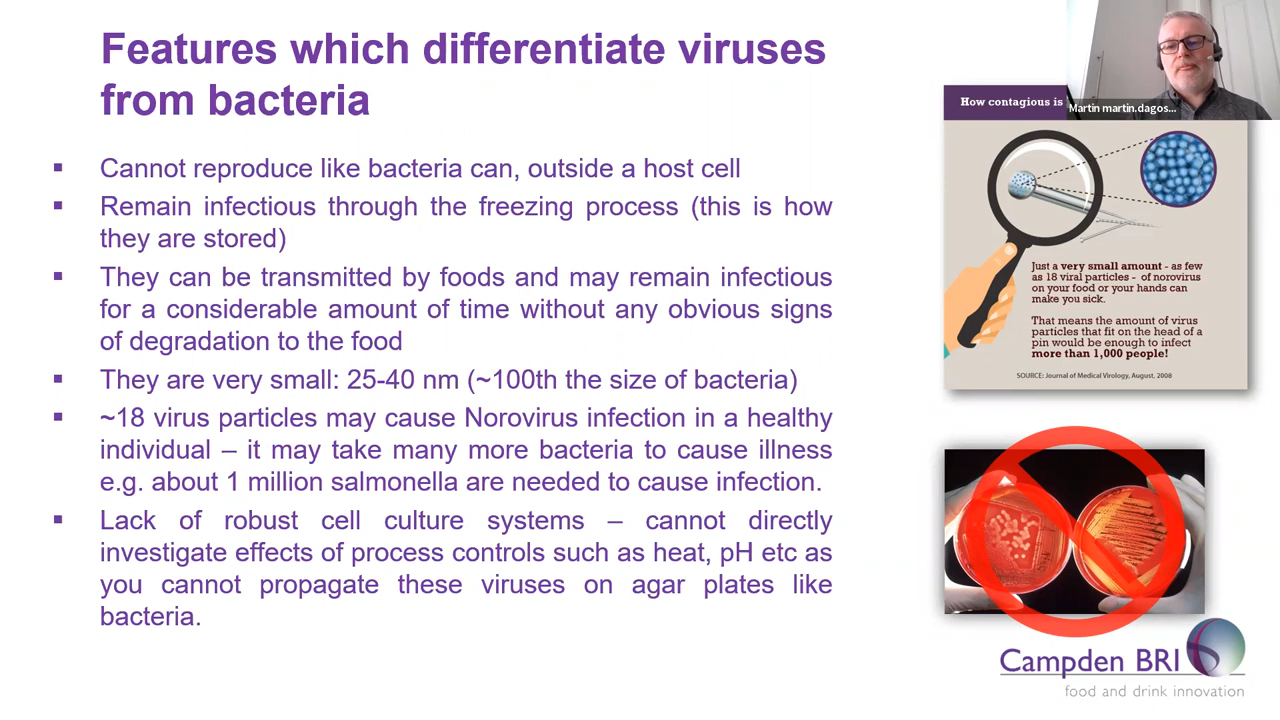 Features which differentiate viruses
from bacteria
▪ Cannot reproduce like bacteria can, outside a host cell
▪ Remain infectious through the freezing process (this is how
they are stored)
▪ They can be transmitted by foods and may remain infectious
for a considerable amount of time without any obvious signs
of degradation to the food
▪ They are very small: 25-40 nm (~100th the size of bacteria)
▪ ~18 virus particles may cause Norovirus infection in a healthy
individual – it may take many more bacteria to cause illness
e.g. about 1 million salmonella are needed to cause infection.
▪ Lack of robust cell culture systems – cannot directly
investigate effects of process controls such as heat, pH etc as
you cannot propagate these viruses on agar plates like
bacteria.
How contagious is
Martin martin.dagos...
Just a very small amount - as few
as 18 viral particles - of norovirus
on your food or your hands can
make you sick.
That means the amount of virus
particles that fit on the head of a
pin would be enough to infect
more than 1,000 people!
SOURCE: Journal of Medical Virology, August, 2008
Campden BRI
food and drink innovation